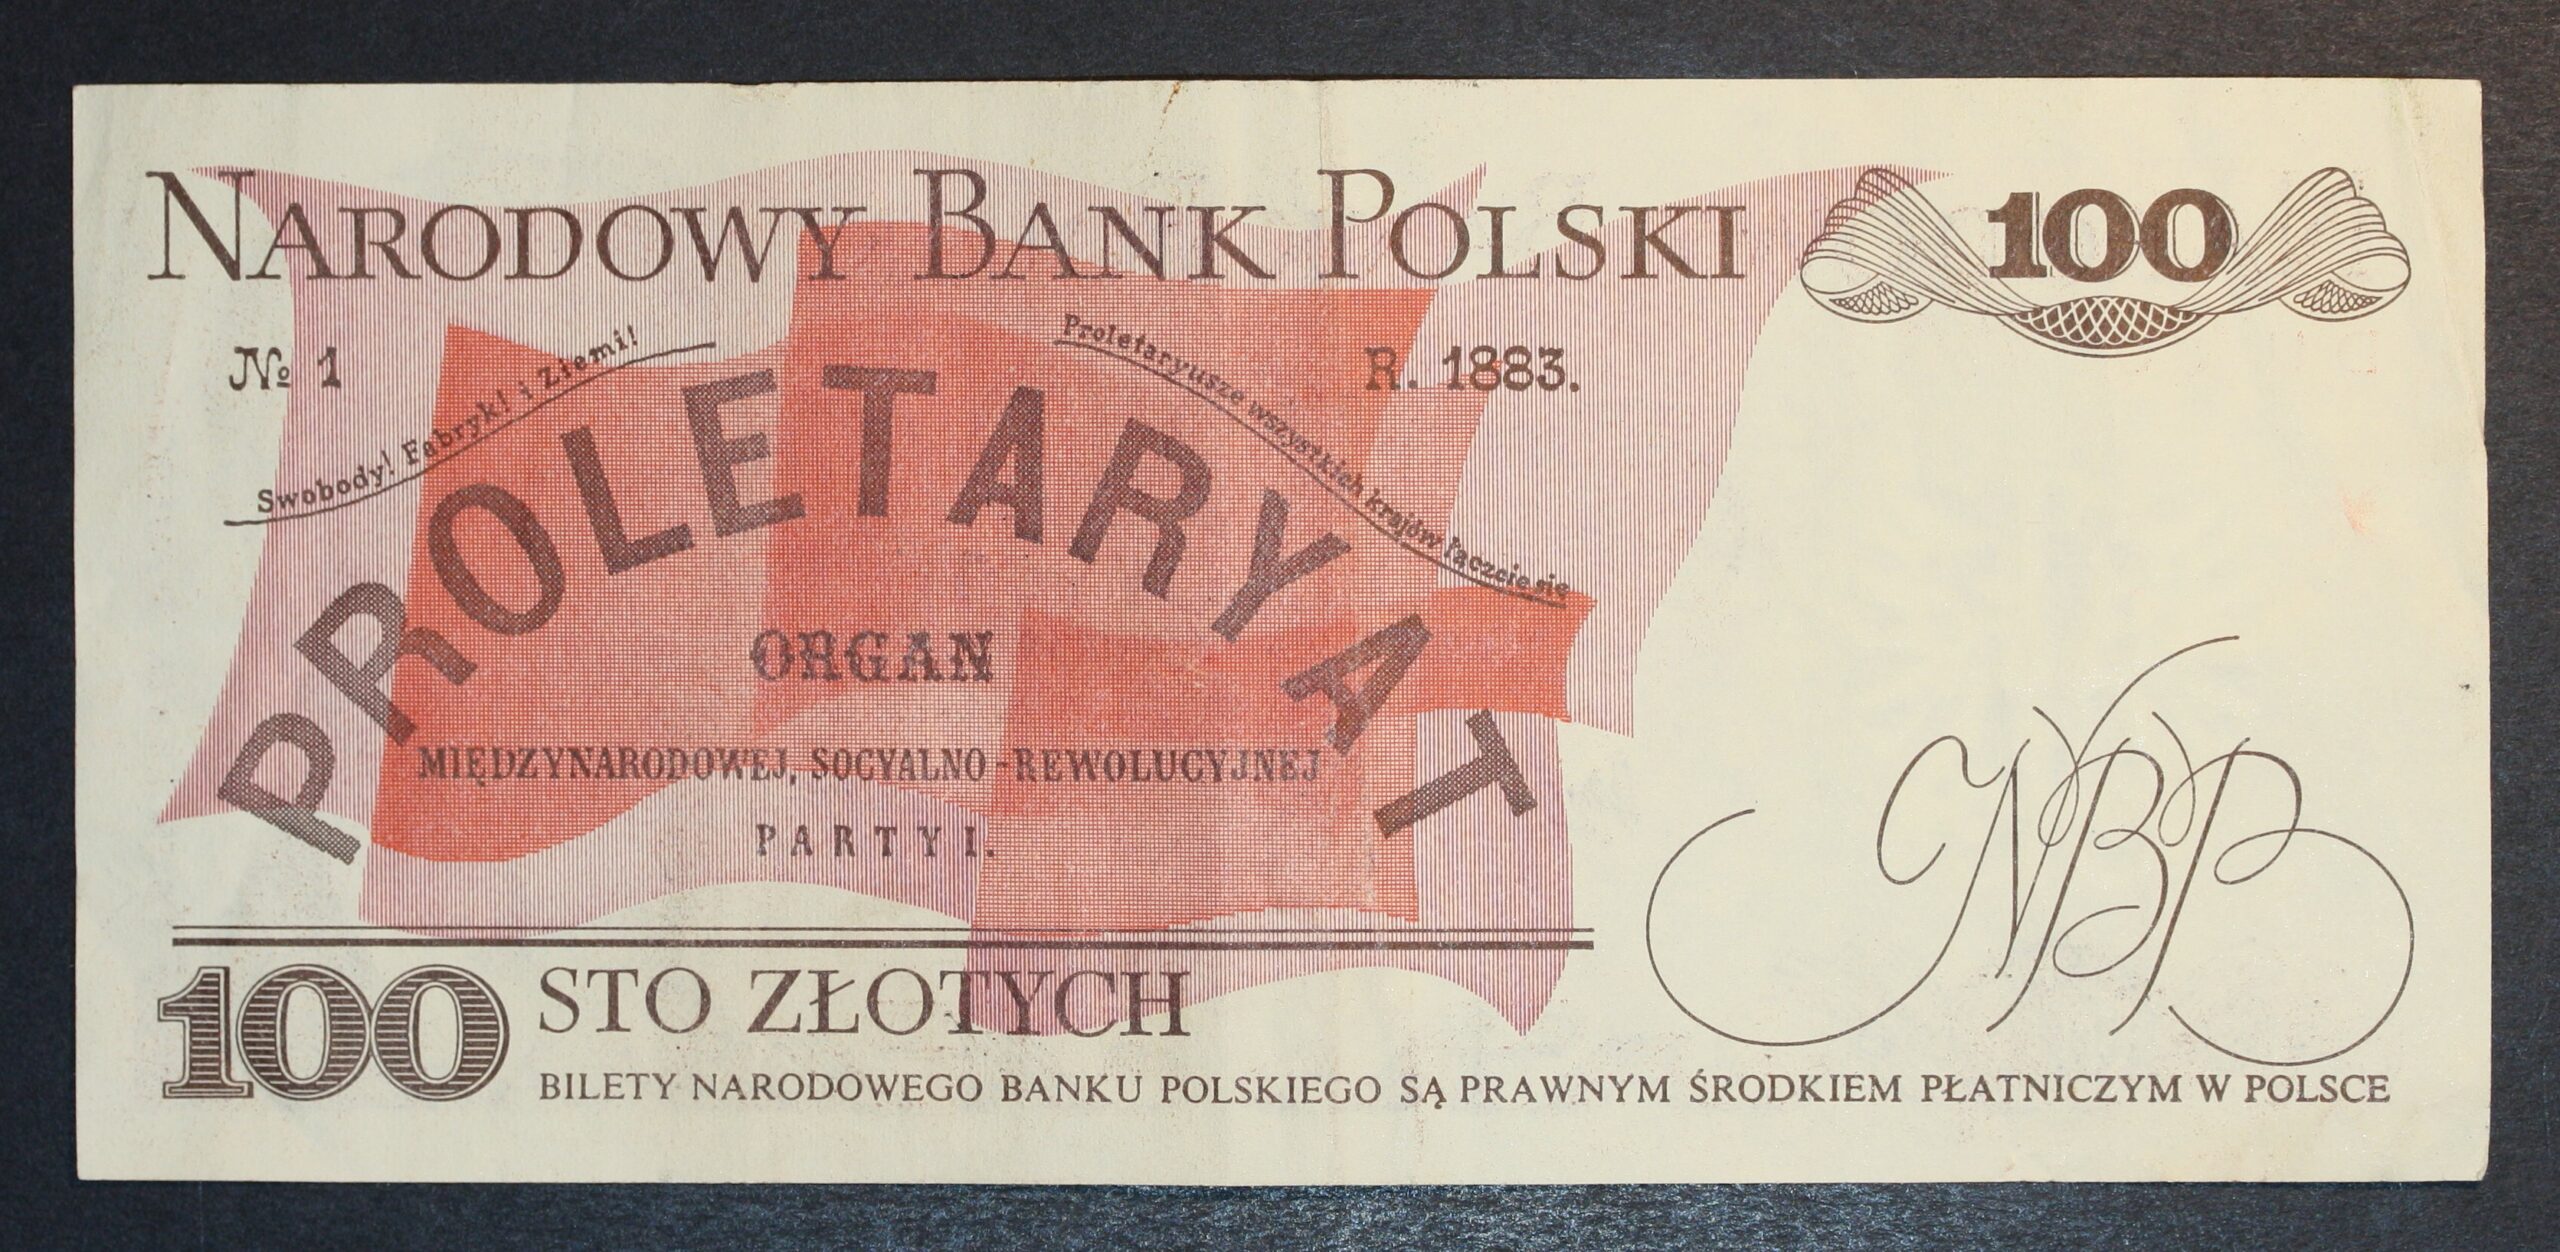 NARODOWY BANK POLSKI 100
№ 1
R. 1883.
Swobody! Fabryk! i Ziemi!
Proletaryusze wszystkich krajów łączcie się
PROLETARYAT
ORGAN
MIĘDZYNARODOWEJ, SOCYALNO-REWOLUCYJNEJ
PARTYI.
NBP
100 STO ZŁOTYCH
BILETY NARODOWEGO BANKU POLSKIEGO SĄ PRAWNYM ŚRODKIEM PŁATNICZYM W POLSCE